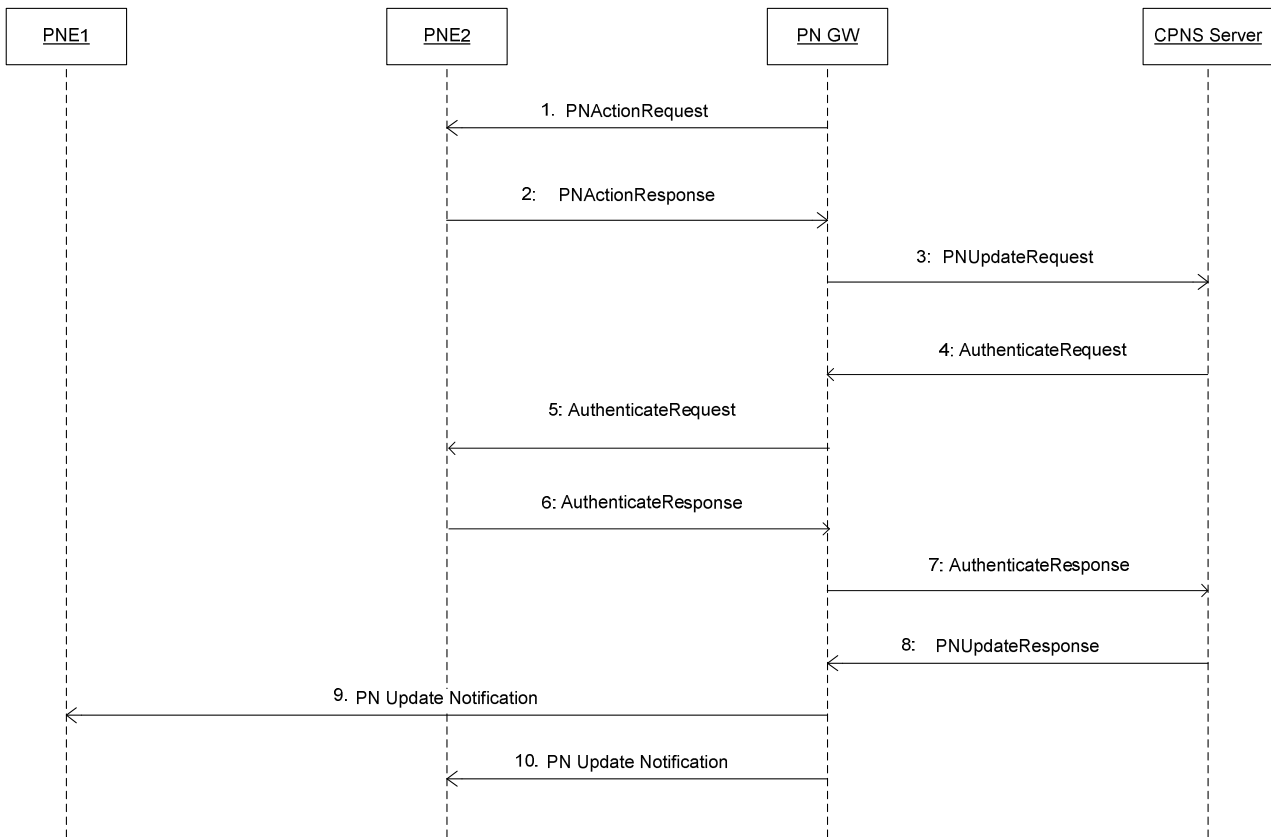 PNE1
PNE2
PN GW
CPNS Server
1. PNActionRequest
2: PNActionResponse
3: PNUpdateRequest
4: AuthenticateRequest
5: AuthenticateRequest
6: AuthenticateResponse
7: AuthenticateResponse
8: PNUpdateResponse
9. PN Update Notification
10. PN Update Notification